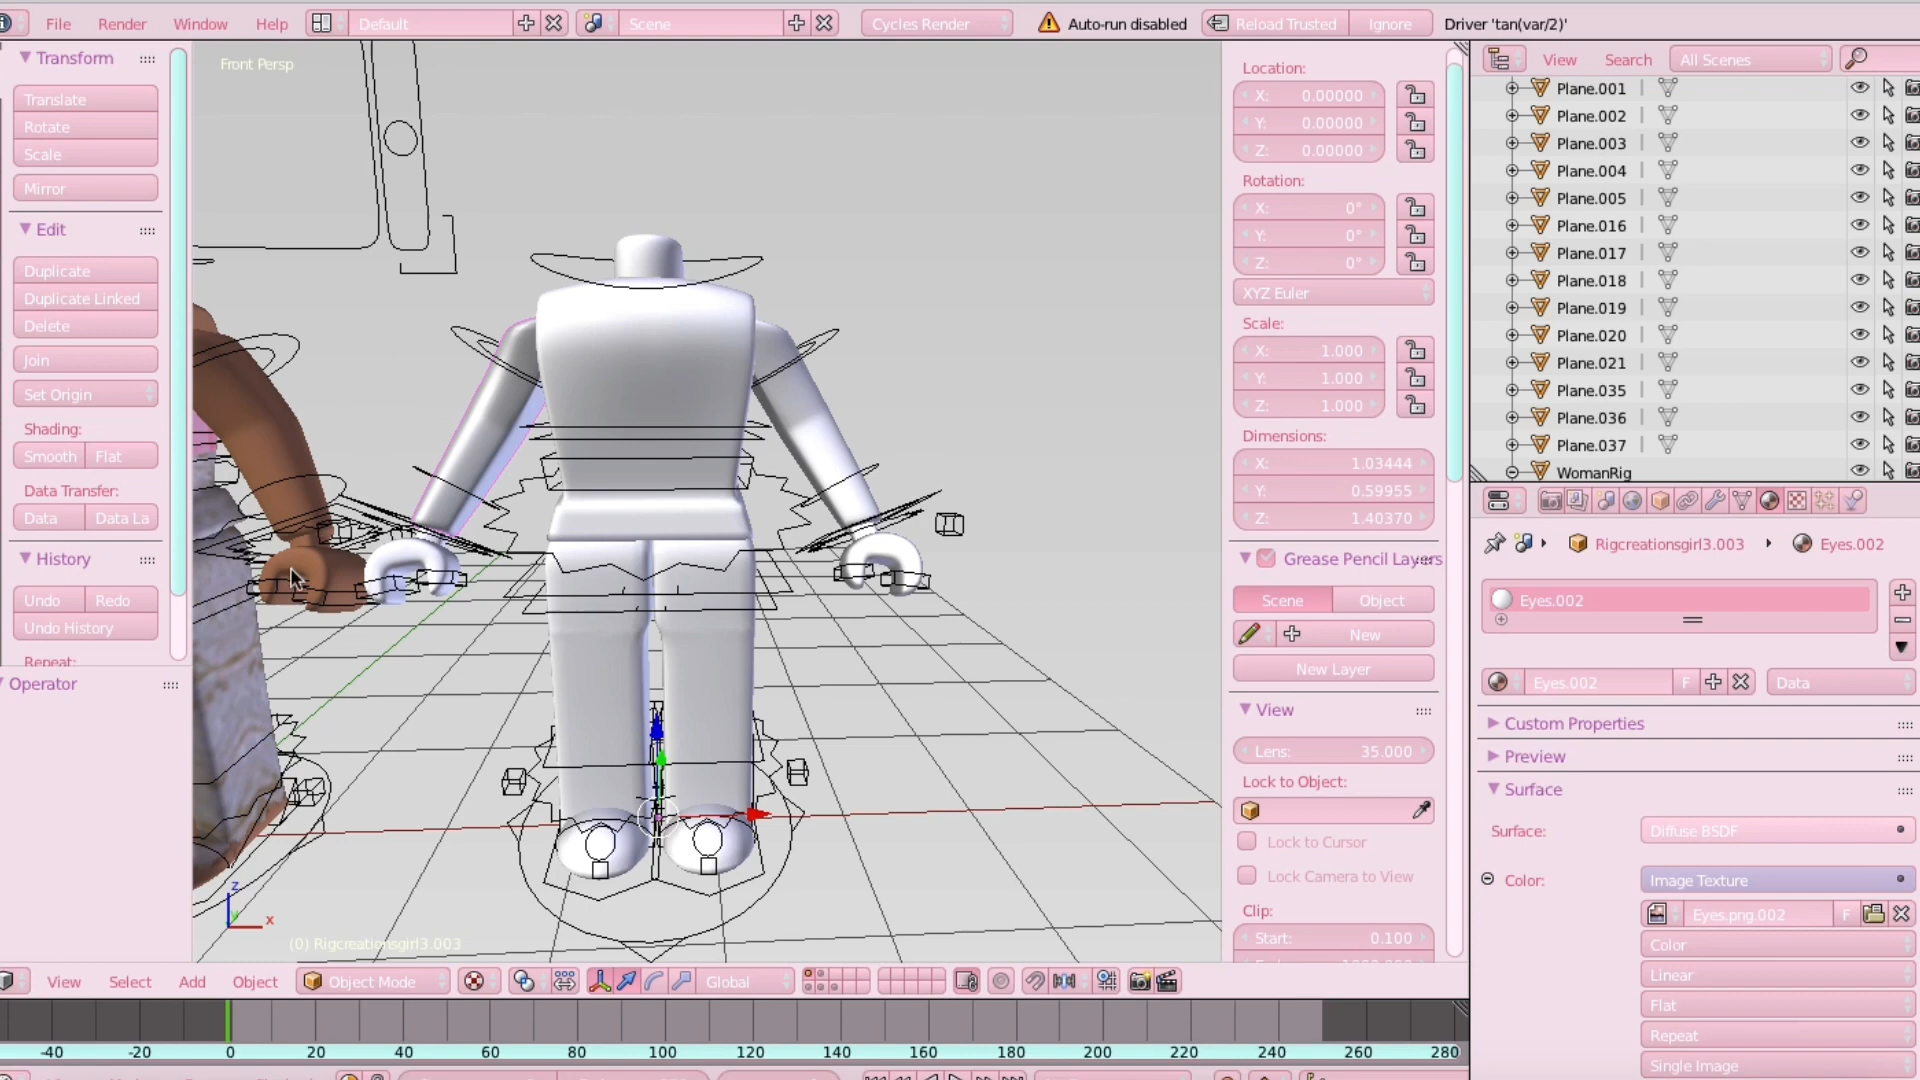 File Render Window Help Default Scene Cycles Render Auto-run disabled Reload Trusted Ignore Driver 'tan(var/2)'
Transform
Translate
Rotate
Scale
Mirror
Edit
Duplicate
Duplicate Linked
Delete
Join
Set Origin
Shading:
Smooth Flat
Data Transfer:
Data Data La
History
Undo Redo
Undo History
Repeat:
Operator
Front Persp
(0) Rigcreationsgirl3.003
z
y
x
Location:
X: 0.00000
Y: 0.00000
Z: 0.00000
Rotation:
X: 0°
Y: 0°
Z: 0°
XYZ Euler
Scale:
X: 1.000
Y: 1.000
Z: 1.000
Dimensions:
X: 1.03444
Y: 0.59955
Z: 1.40370
Grease Pencil Layers
Scene Object
New
New Layer
View
Lens: 35.000
Lock to Object:
Lock to Cursor
Lock Camera to View
Clip:
Start: 0.100
View Search All Scenes
Plane.001
Plane.002
Plane.003
Plane.004
Plane.005
Plane.016
Plane.017
Plane.018
Plane.019
Plane.020
Plane.021
Plane.035
Plane.036
Plane.037
WomanRig
Rigcreationsgirl3.003 Eyes.002
Eyes.002
Eyes.002 F Data
Custom Properties
Preview
Surface
Surface: Diffuse BSDF
Color: Image Texture
Eyes.png.002 F
Color
Linear
Flat
Repeat
Single Image
View Select Add Object Object Mode Global
-40 -20 0 20 40 60 80 100 120 140 160 180 200 220 240 260 280